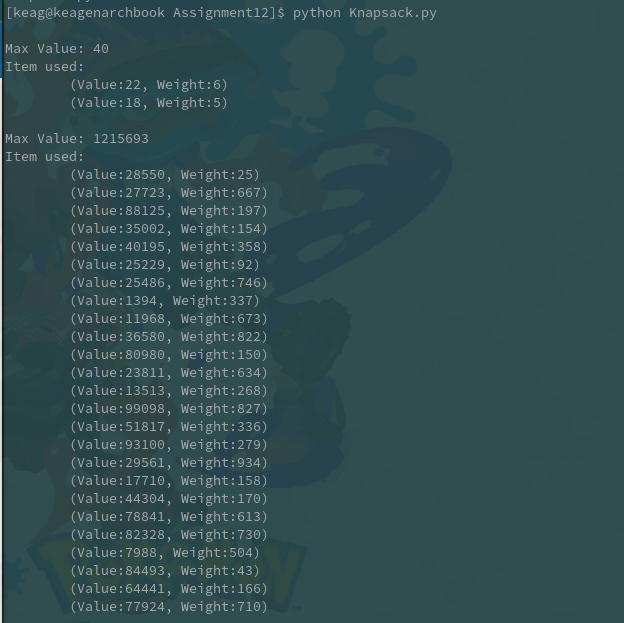 [keag@keagenarchbook Assignment12]$ python Knapsack.py
Max Value: 40
Item used:
(Value:22, Weight:6)
(Value:18, Weight:5)
Max Value: 1215693
Item used:
(Value:28550, Weight:25)
(Value:27723, Weight:667)
(Value:88125, Weight:197)
(Value:35002, Weight:154)
(Value:40195, Weight:358)
(Value:25229, Weight:92)
(Value:25486, Weight:746)
(Value:1394, Weight:337)
(Value:11968, Weight:673)
(Value:36580, Weight:822)
(Value:80980, Weight:150)
(Value:23811, Weight:634)
(Value:13513, Weight:268)
(Value:99098, Weight:827)
(Value:51817, Weight:336)
(Value:93100, Weight:279)
(Value:29561, Weight:934)
(Value:17710, Weight:158)
(Value:44304, Weight:170)
(Value:78841, Weight:613)
(Value:82328, Weight:730)
(Value:7988, Weight:504)
(Value:84493, Weight:43)
(Value:64441, Weight:166)
(Value:77924, Weight:710)